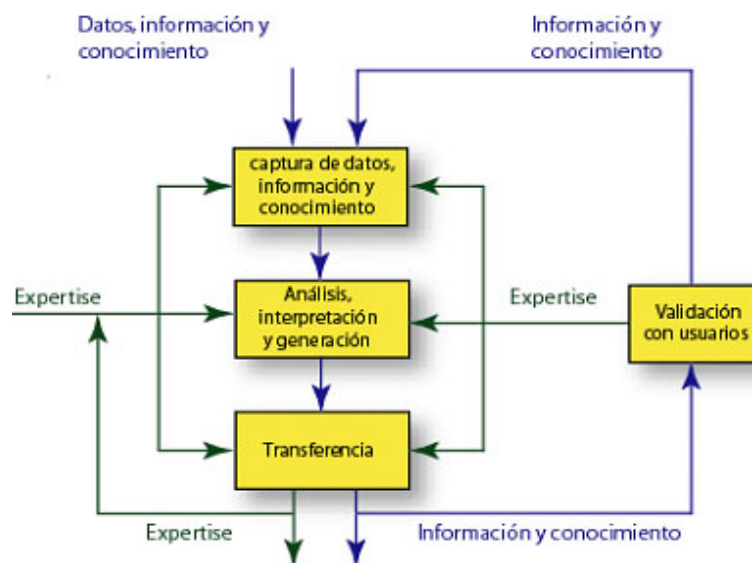 Datos, información y
conocimiento
Información y
conocimiento
captura de datos,
información y
conocimiento
Expertise
Análisis,
interpretación
y generación
Expertise
Validación
con usuarios
Transferencia
Expertise
Información y conocimiento